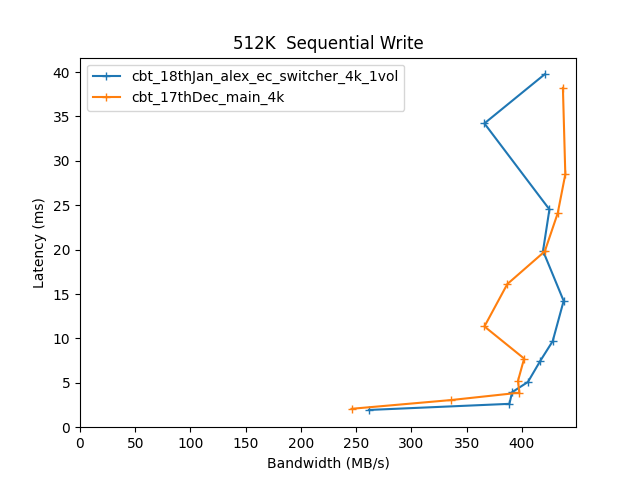 512K  Sequential Write
cbt_18thJan_alex_ec_switcher_4k_1vol
cbt_17thDec_main_4k
40
35
30
25
20
15
10
5
0
Latency (ms)
0 50 100 150 200 250 300 350 400
Bandwidth (MB/s)